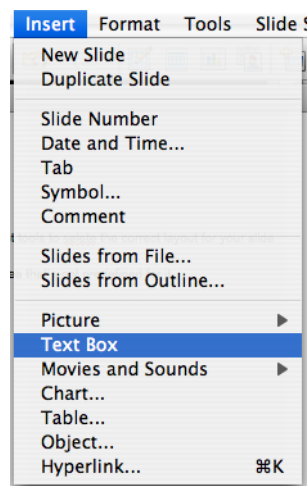 Insert Format Tools Slide
New Slide
Duplicate Slide
Slide Number
Date and Time...
Tab
Symbol...
Comment
Slides from File...
Slides from Outline...
Picture
Text Box
Movies and Sounds
Chart...
Table...
Object...
Hyperlink... ⌘K